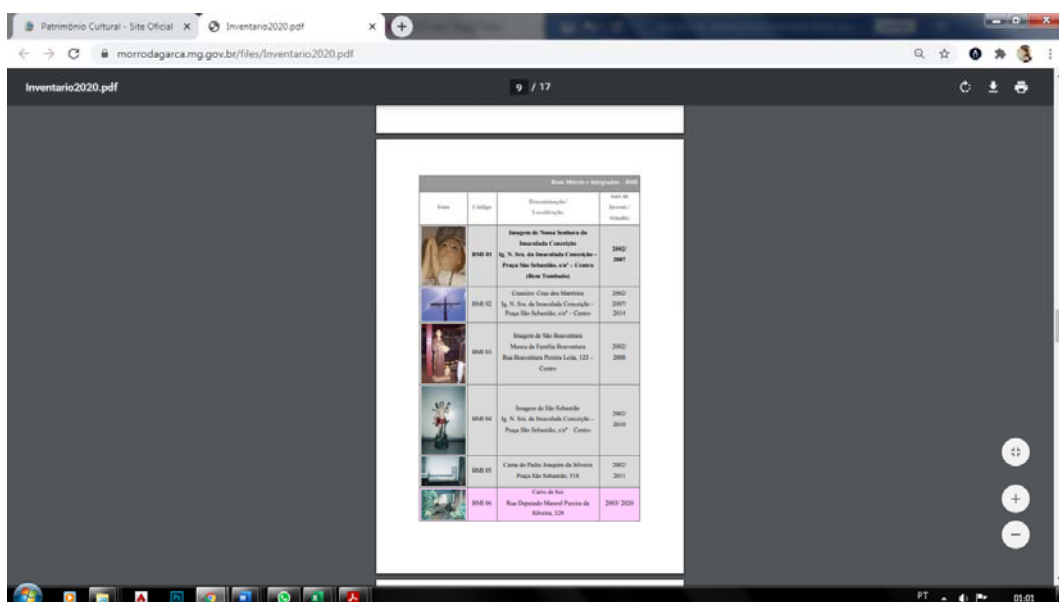 Patrimônio Cultural - Site Oficial
Inventario2020.pdf
morrodagarca.mg.gov.br/files/Inventario2020.pdf
Inventario2020.pdf
9 / 17
Bens Móveis e Integrados - BMI
Foto
Código
Denominação/
Localização
Ano de
Invent./
Atualiz.
BMI 01
Imagem de Nossa Senhora da
Imaculada Conceição
Ig. N. Sra. da Imaculada Conceição –
Praça São Sebastião, s/nº – Centro
(Bem Tombado)
2002/
2007
BMI 02
Cruzeiro: Cruz dos Martírios
Ig. N. Sra. da Imaculada Conceição -
Praça São Sebastião, s/nº - Centro
2002/
2007/
2014
BMI 03
Imagem de São Boaventura
Museu da Família Boaventura
Rua Boaventura Pereira Leite, 122 –
Centro
2002/
2008
BMI 04
Imagem de São Sebastião
Ig. N. Sra. da Imaculada Conceição –
Praça São Sebastião, s/nº - Centro
2002/
2010
BMI 05
Cama do Padre Joaquim da Silveira
Praça São Sebastião, 518
2002/
2011
BMI 06
Carro de boi
Rua Deputado Manoel Pereira da
Silveira, 329
2003/ 2020
PT
01:01